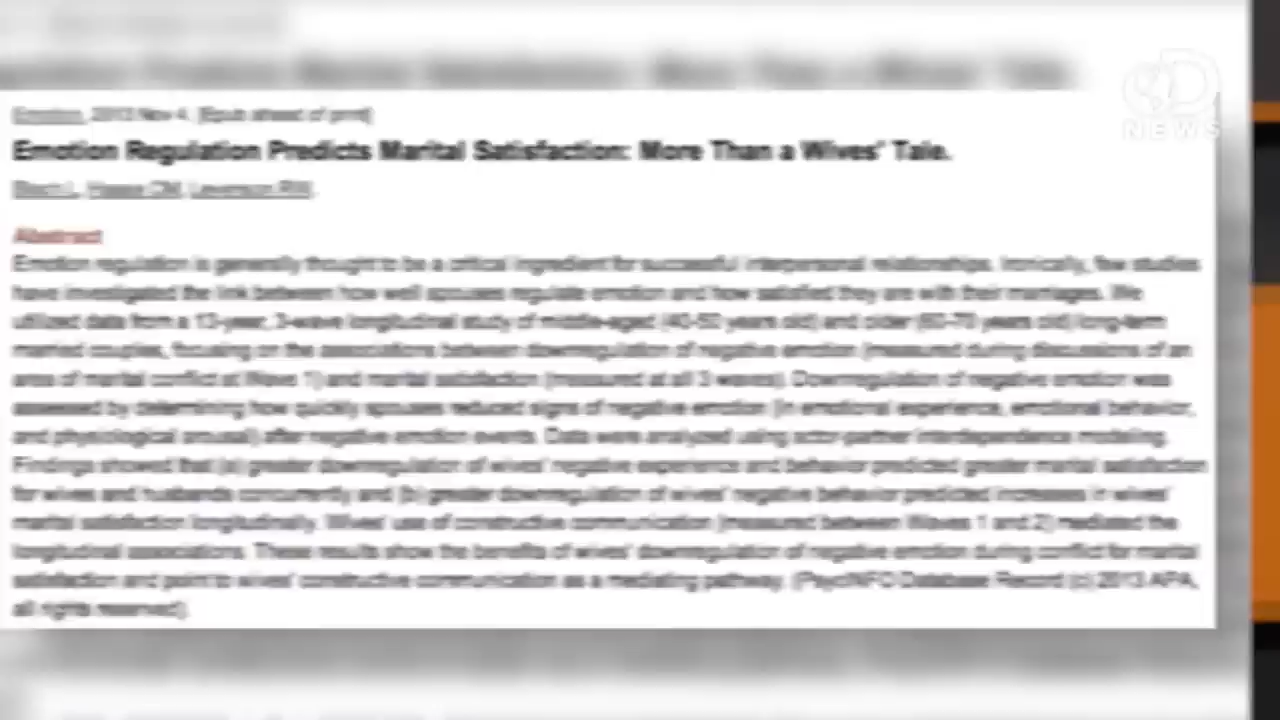 Emotion. 2013 Nov 4. [Epub ahead of print]
Emotion Regulation Predicts Marital Satisfaction: More Than a Wives' Tale.
Bloch L, Haase CM, Levenson RW.
Abstract
Emotion regulation is generally thought to be a critical ingredient for successful interpersonal relationships. Ironically, few studies
have investigated the link between how well spouses regulate emotion and how satisfied they are with their marriages. We
utilized data from a 13-year, 3-wave longitudinal study of middle-aged (40-50 years old) and older (60-70 years old) long-term
married couples, focusing on the associations between downregulation of negative emotion (measured during discussions of an
area of marital conflict at Wave 1) and marital satisfaction (measured at all 3 waves). Downregulation of negative emotion was
assessed by determining how quickly spouses reduced signs of negative emotion (in emotional experience, emotional behavior,
and physiological arousal) after negative emotion events. Data were analyzed using actor-partner interdependence modeling.
Findings showed that (a) greater downregulation of wives' negative experience and behavior predicted greater marital satisfaction
for wives and husbands concurrently and (b) greater downregulation of wives' negative behavior predicted increases in wives'
marital satisfaction longitudinally. Wives' use of constructive communication (measured between Waves 1 and 2) mediated the
longitudinal associations. These results show the benefits of wives' downregulation of negative emotion during conflict for marital
satisfaction and point to wives' constructive communication as a mediating pathway. (PsycINFO Database Record (c) 2013 APA,
all rights reserved).
D NEWS